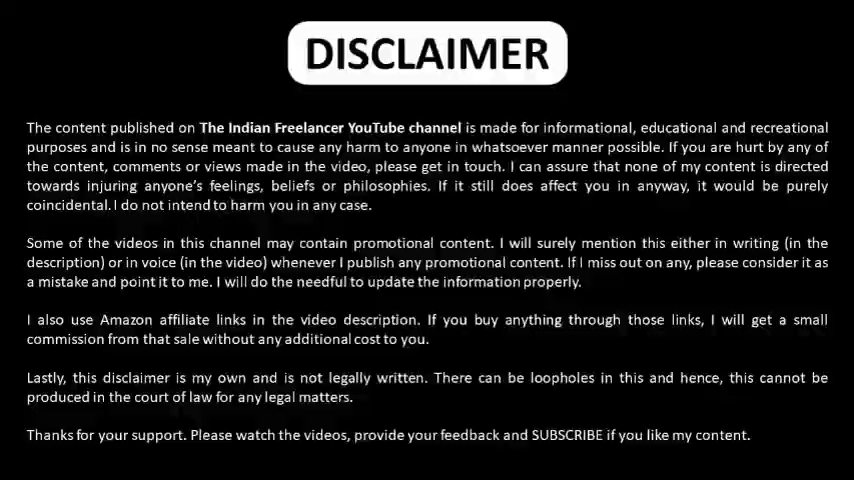 DISCLAIMER
The content published on The Indian Freelancer YouTube channel is made for informational, educational and recreational
purposes and is in no sense meant to cause any harm to anyone in whatsoever manner possible. If you are hurt by any of
the content, comments or views made in the video, please get in touch. I can assure that none of my content is directed
towards injuring anyone's feelings, beliefs or philosophies. If it still does affect you in anyway, it would be purely
coincidental. I do not intend to harm you in any case.
Some of the videos in this channel may contain promotional content. I will surely mention this either in writing (in the
description) or in voice (in the video) whenever I publish any promotional content. If I miss out on any, please consider it as
a mistake and point it to me. I will do the needful to update the information properly.
I also use Amazon affiliate links in the video description. If you buy anything through those links, I will get a small
commission from that sale without any additional cost to you.
Lastly, this disclaimer is my own and is not legally written. There can be loopholes in this and hence, this cannot be
produced in the court of law for any legal matters.
Thanks for your support. Please watch the videos, provide your feedback and SUBSCRIBE if you like my content.